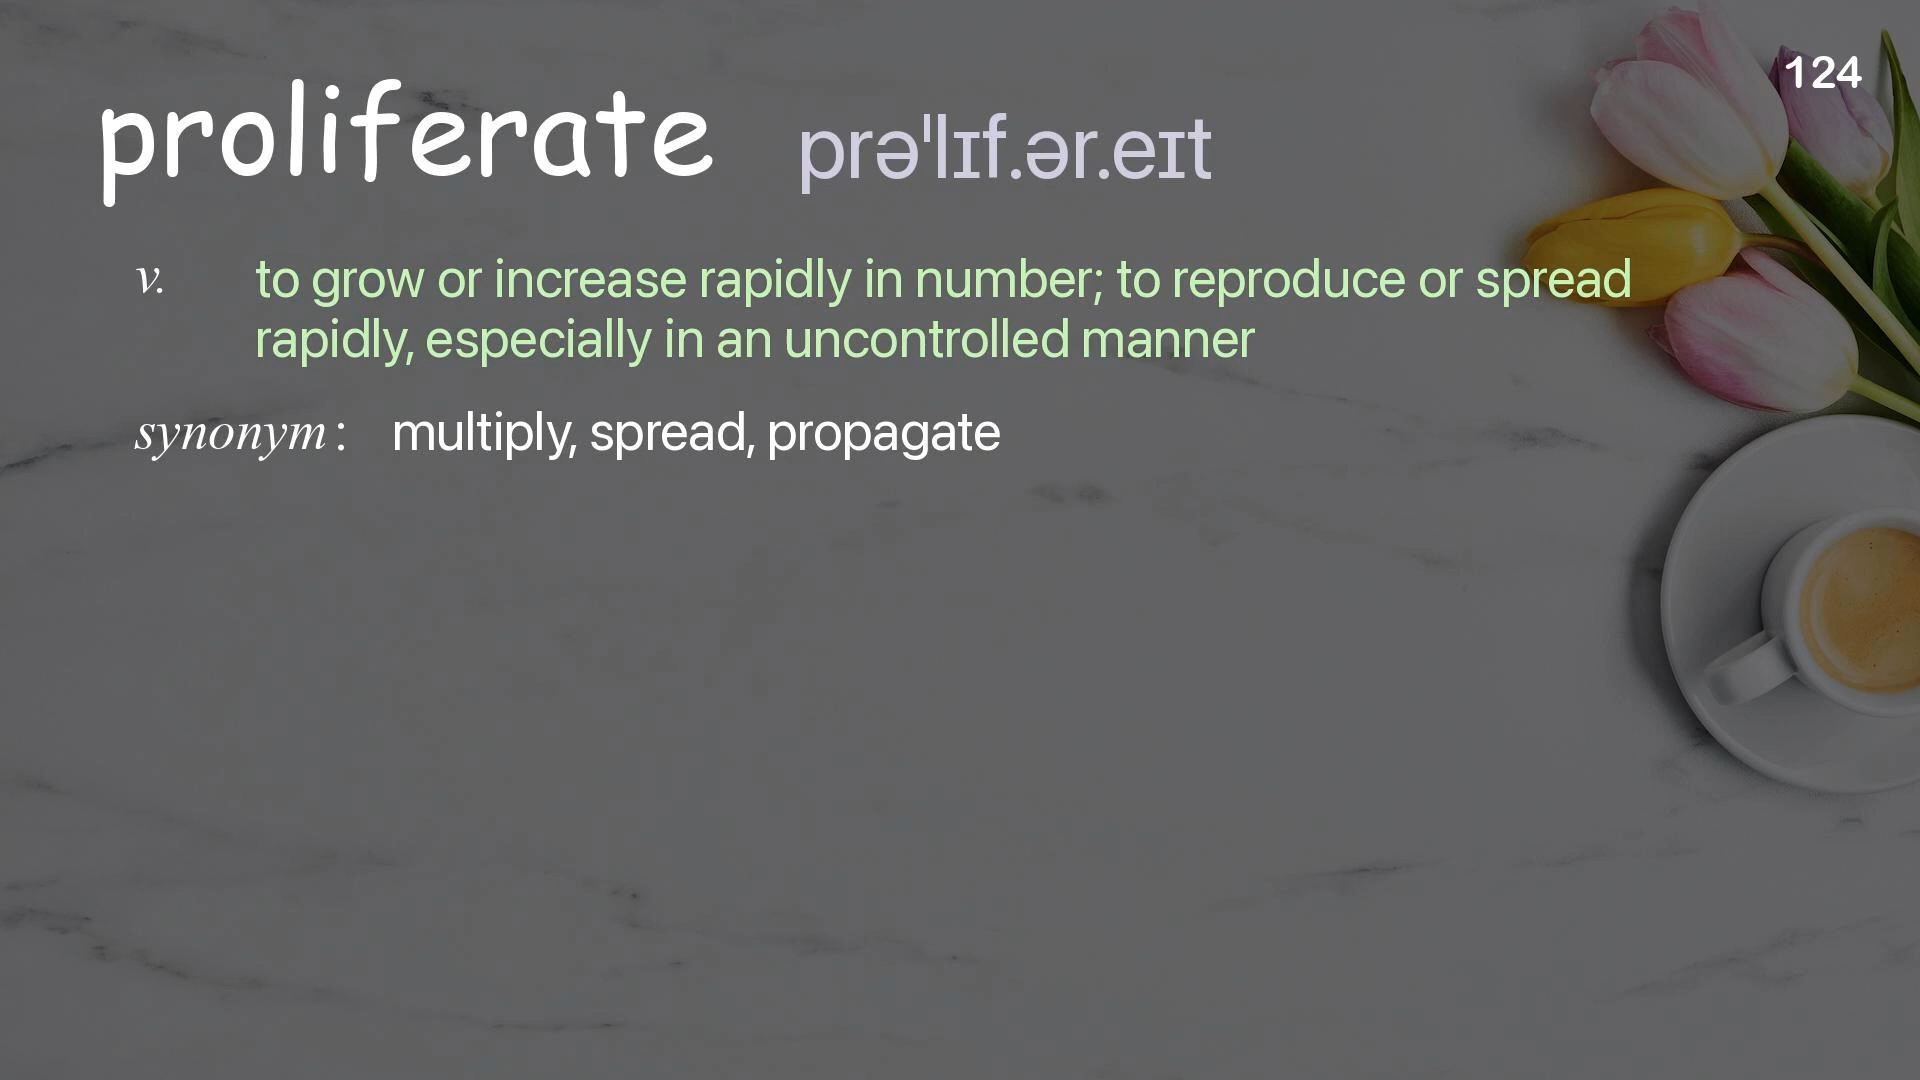 124
proliferate prəˈlɪf.ər.eɪt
v. to grow or increase rapidly in number; to reproduce or spread
rapidly, especially in an uncontrolled manner
synonym : multiply, spread, propagate